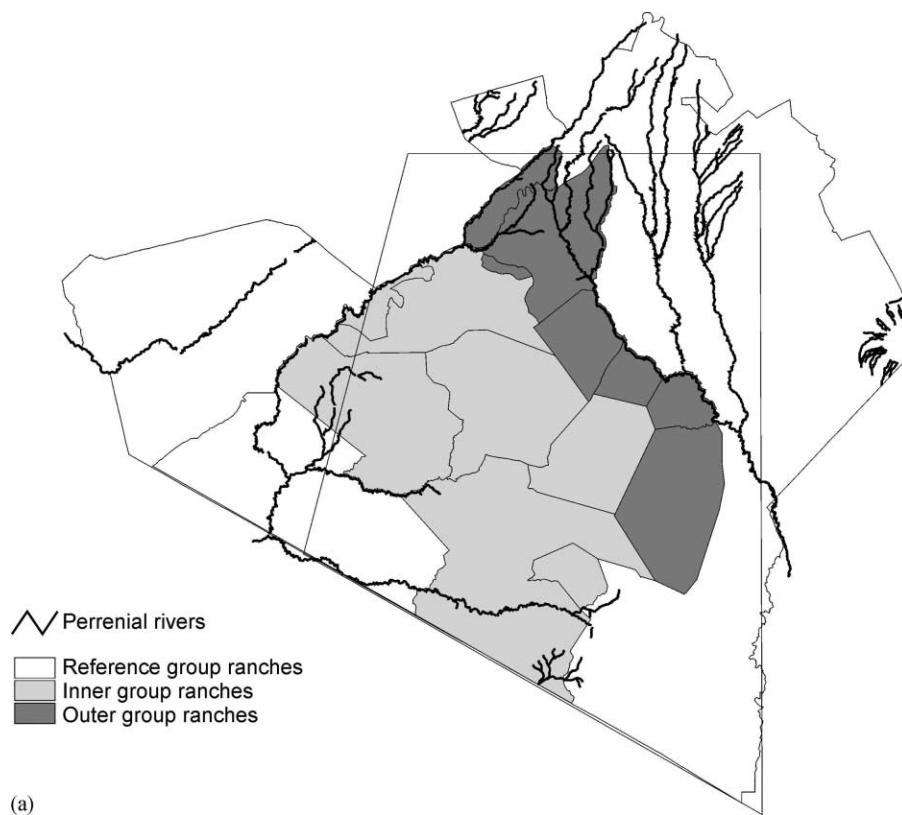 Perrenial rivers
Reference group ranches
Inner group ranches
Outer group ranches
(a)